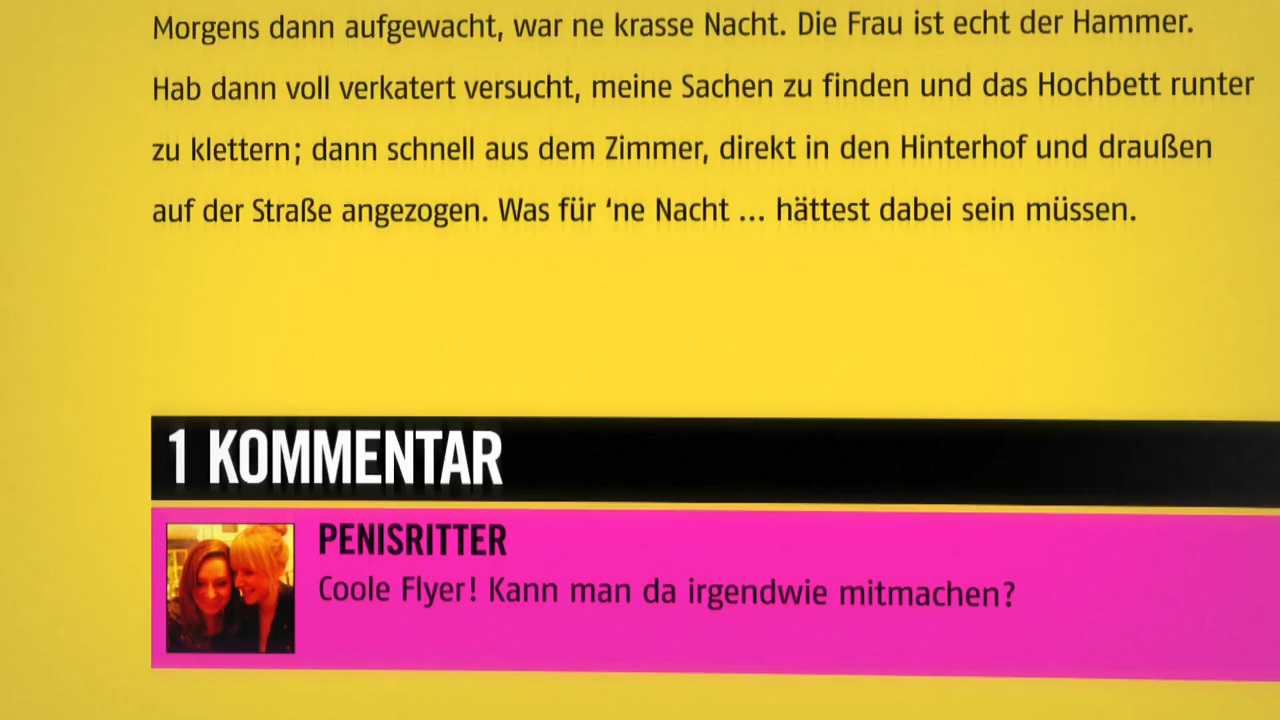 Morgens dann aufgewacht, war ne krasse Nacht. Die Frau ist echt der Hammer.
Hab dann voll verkatert versucht, meine Sachen zu finden und das Hochbett runter
zu klettern; dann schnell aus dem Zimmer, direkt in den Hinterhof und draußen
auf der Straße angezogen. Was für ‘ne Nacht ... hättest dabei sein müssen.
1 KOMMENTAR
PENISRITTER
Coole Flyer! Kann man da irgendwie mitmachen?